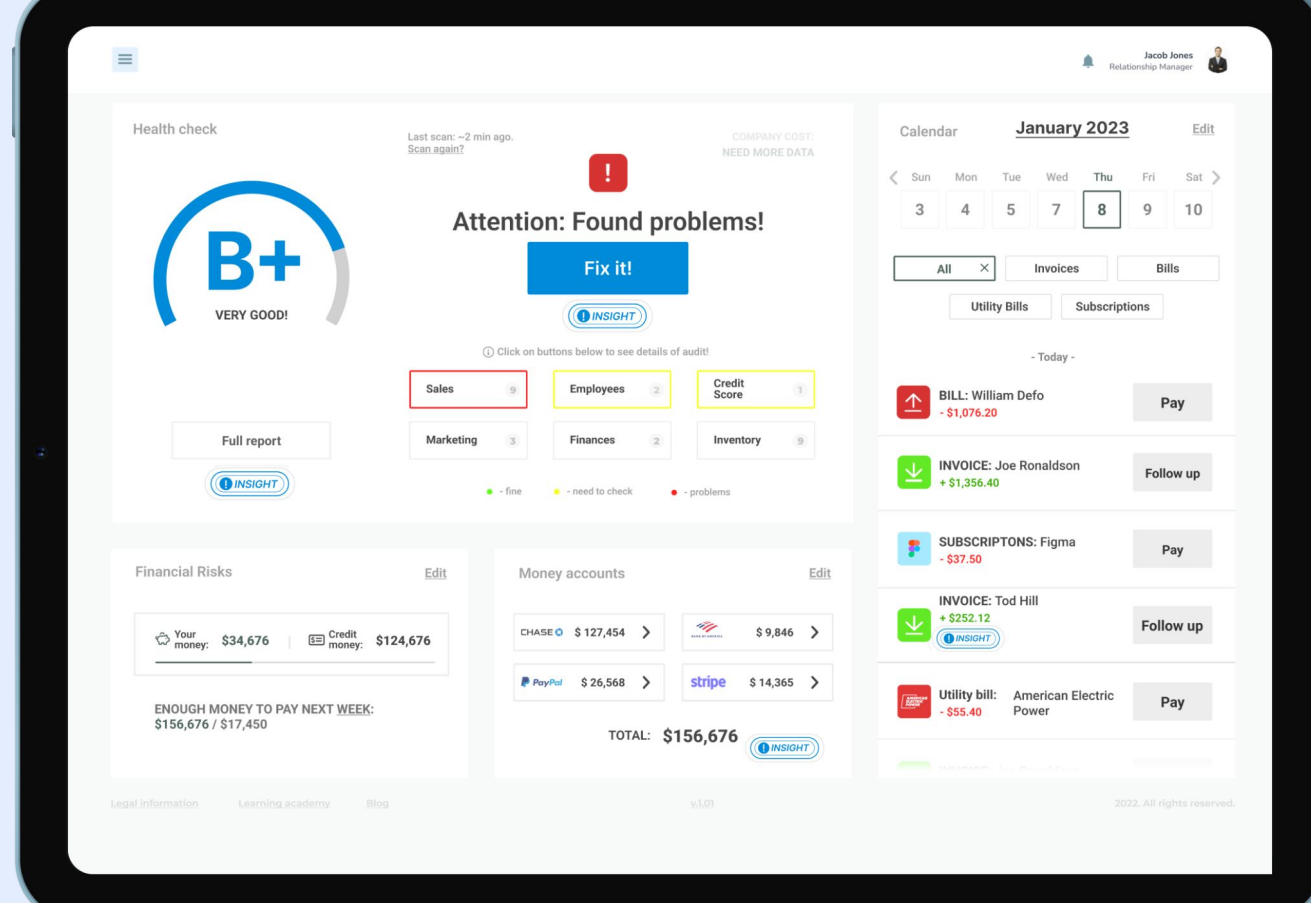 Jacob Jones
Relationship Manager
Health check
Last scan: ~2 min ago.
Scan again?
COMPANY COST:
NEED MORE DATA
!
Attention: Found problems!
Fix it!
! INSIGHT
B+
VERY GOOD!
Click on buttons below to see details of audit!
Sales 9
Employees 2
Credit
Score 1
Marketing 3
Finances 2
Inventory 9
Full report
! INSIGHT
- fine
- need to check
- problems
Calendar
January 2023
Edit
Sun Mon Tue Wed Thu Fri Sat
3 4 5 7 8 9 10
All ×
Invoices
Bills
Utility Bills
Subscriptions
- Today -
BILL: William Defo
- $1,076.20
Pay
INVOICE: Joe Ronaldson
+ $1,356.40
Follow up
SUBSCRIPTONS: Figma
- $37.50
Pay
INVOICE: Tod Hill
+ $252.12
! INSIGHT
Follow up
AMERICAN
ELECTRIC
POWER
Utility bill: American Electric
Power
- $55.40
Pay
Financial Risks
Edit
Your
money: $34,676
Credit
money: $124,676
ENOUGH MONEY TO PAY NEXT WEEK:
$156,676 / $17,450
Money accounts
Edit
CHASE $ 127,454
BANK OF AMERICA $ 9,846
PayPal $ 26,568
stripe $ 14,365
TOTAL: $156,676
! INSIGHT
Legal information
Learning academy
Blog
v.1.01
2022. All rights reserved.